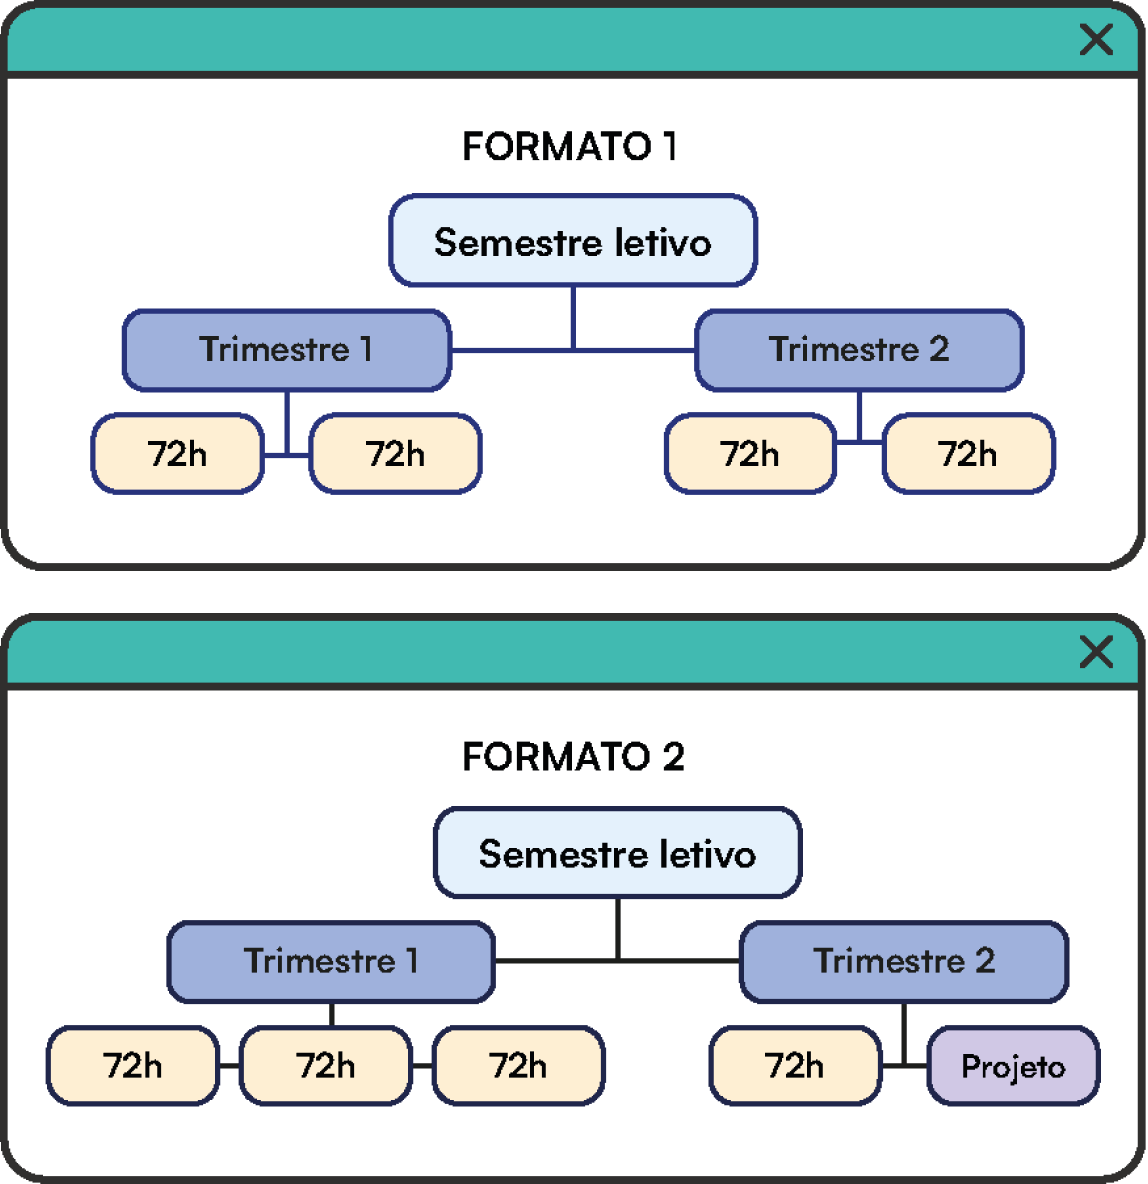 FORMATO 1
Semestre letivo
Trimestre 1 Trimestre 2
72h 72h 72h 72h
FORMATO 2
Semestre letivo
Trimestre 1 Trimestre 2
72h 72h 72h 72h Projeto